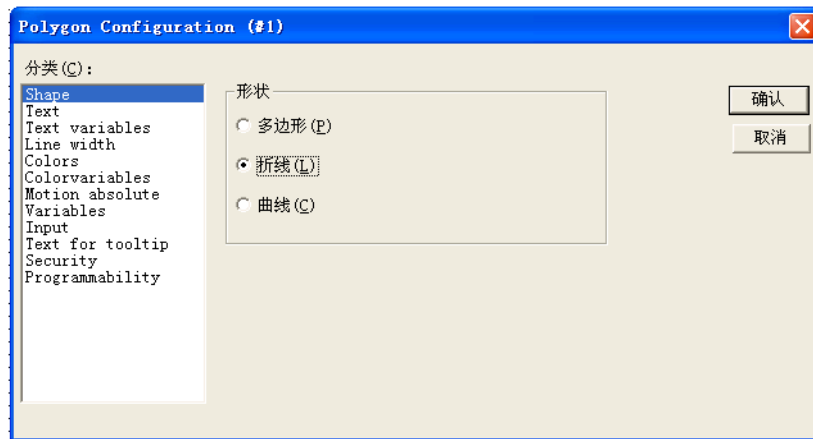 Polygon Configuration (#1)
分类(C):
Shape
Text
Text variables
Line width
Colors
Colorvariables
Motion absolute
Variables
Input
Text for tooltip
Security
Programmability
形状
多边形(P)
折线(L)
曲线(C)
确认
取消